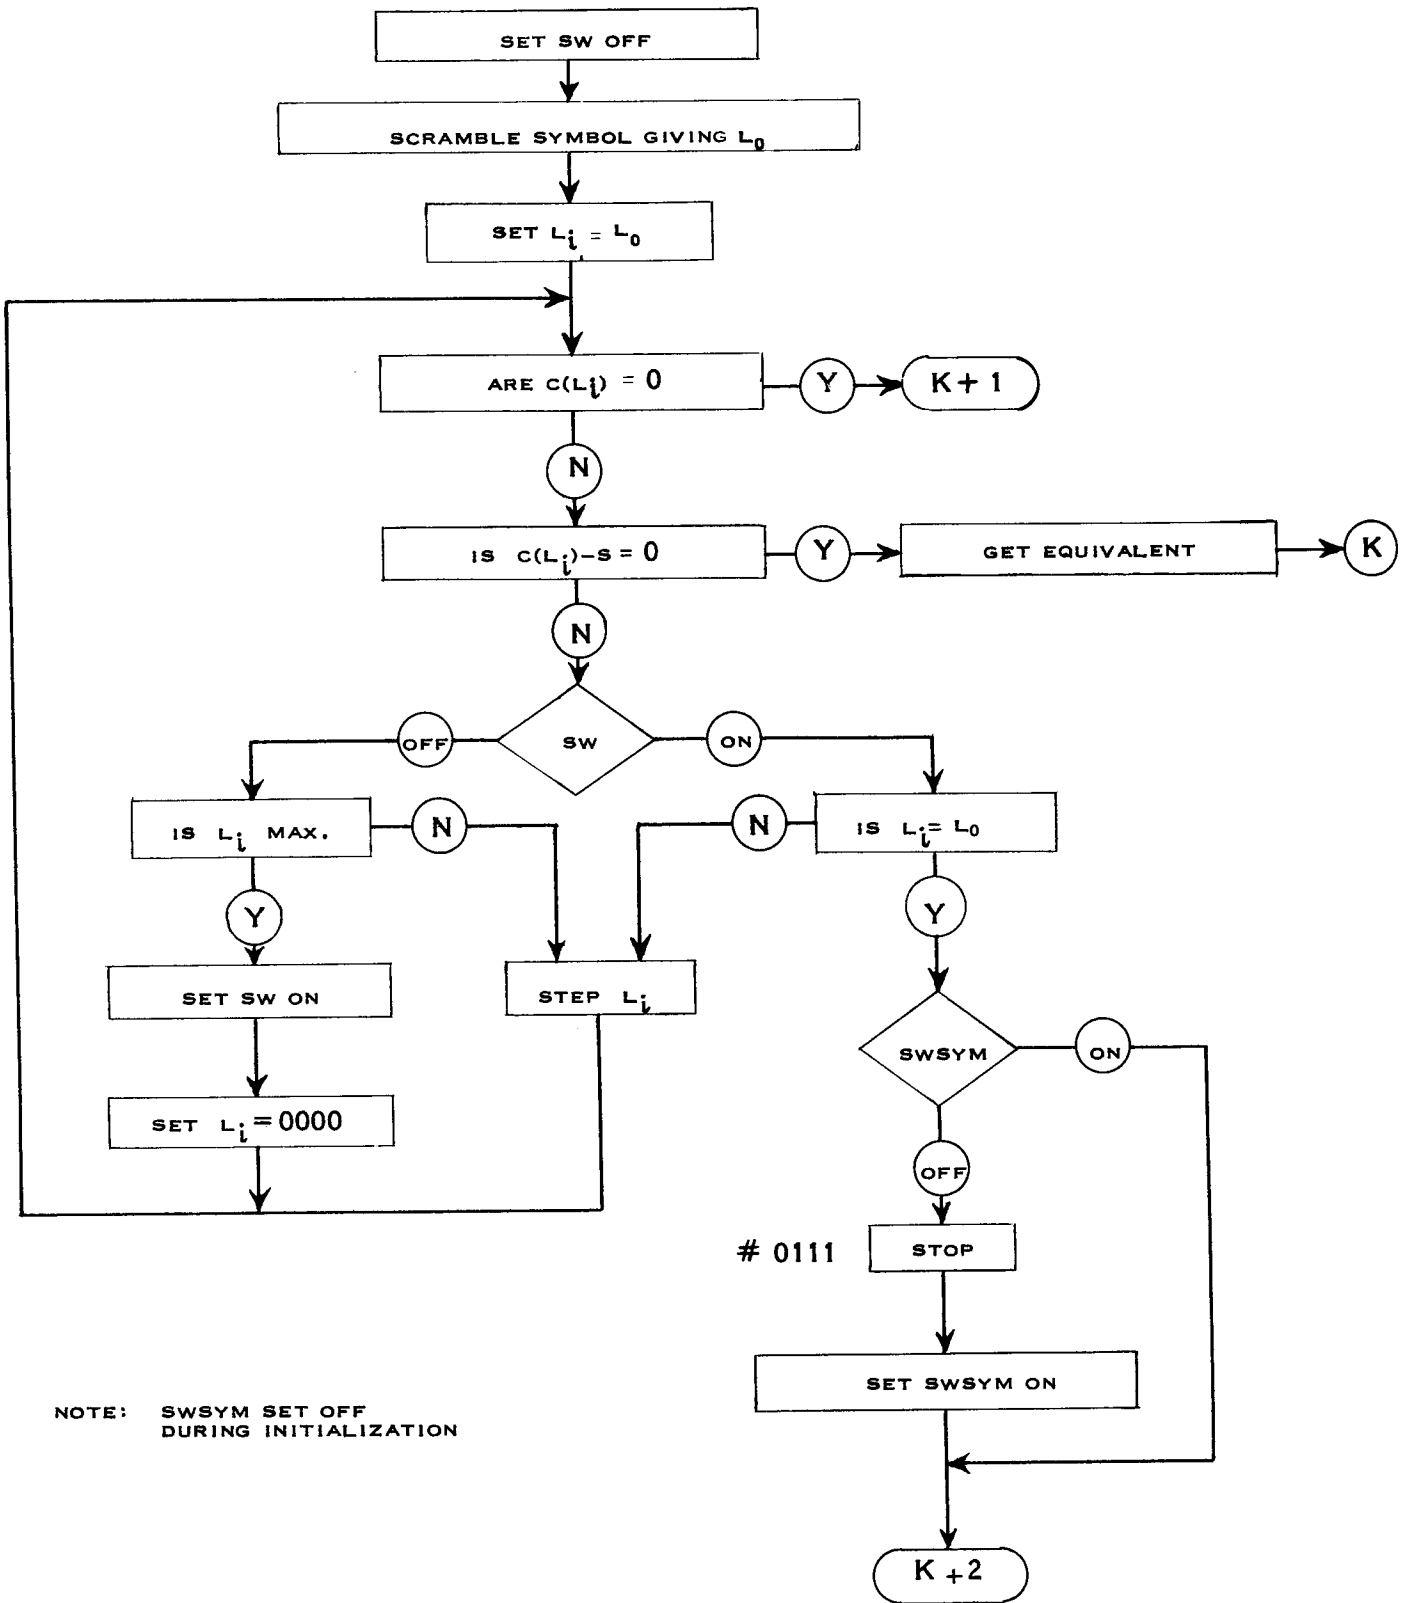 SET SW OFF
SCRAMBLE SYMBOL GIVING L0
SET Li = L0
ARE C(Li) = 0
Y
K+1
N
IS C(Li)-S=0
Y
GET EQUIVALENT
K
N
OFF
SW
ON
IS Li MAX.
N
N
IS Li= L0
Y
Y
SET SW ON
STEP Li
SWSYM
ON
SET Li=0000
OFF
# 0111
STOP
SET SWSYM ON
NOTE: SWSYM SET OFF
DURING INITIALIZATION
K +2